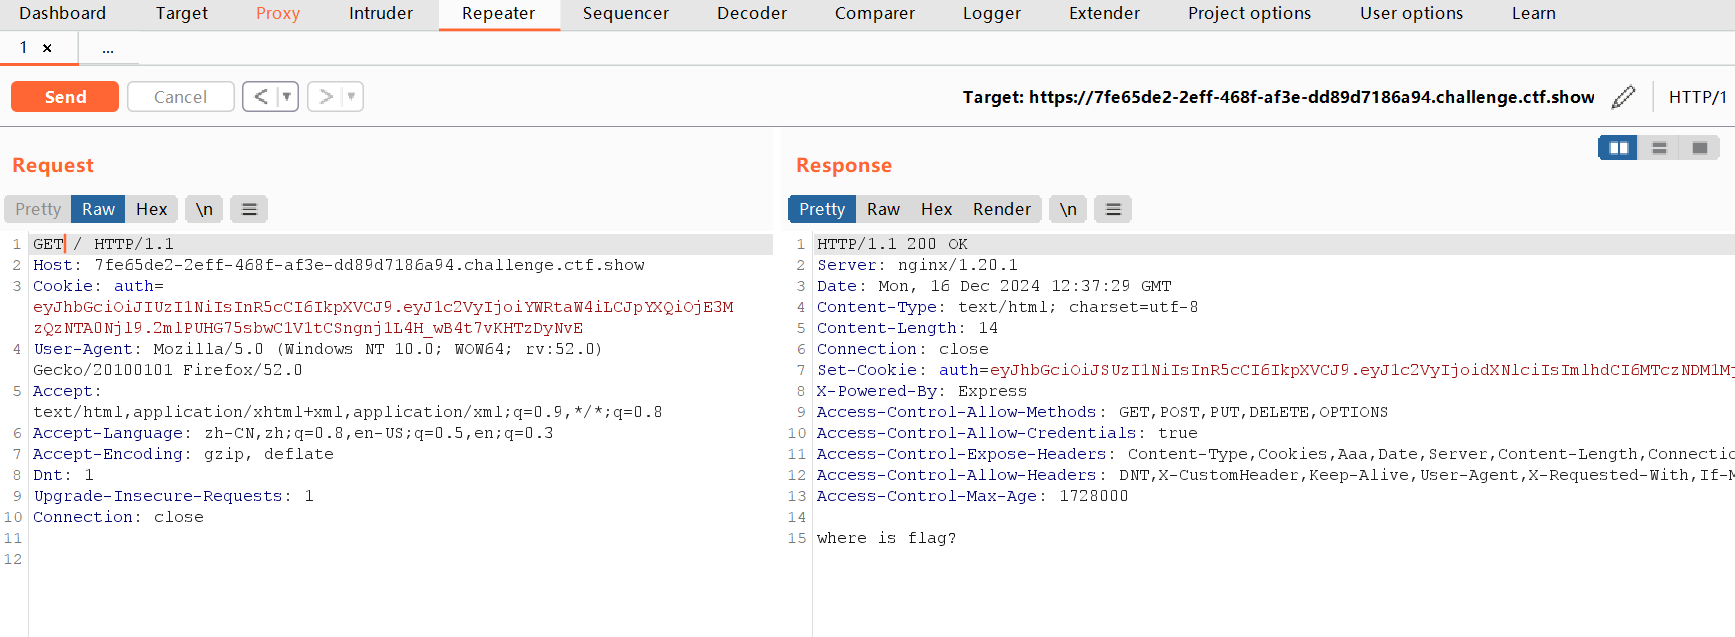 Dashboard Target Proxy Intruder Repeater Sequencer Decoder Comparer Logger Extender Project options User options Learn
1 × ...
Send Cancel < ▼ > ▼ Target: https://7fe65de2-2eff-468f-af3e-dd89d7186a94.challenge.ctf.show HTTP/1
Request
Pretty Raw Hex \n
1 GET / HTTP/1.1
2 Host: 7fe65de2-2eff-468f-af3e-dd89d7186a94.challenge.ctf.show
3 Cookie: auth=
eyJhbGciOiJIUzI1NiIsInR5cCI6IkpXVCJ9.eyJ1c2VyIjoiYWRtaW4iLCJpYXQiOjE3M
zQzNTA0Njl9.2mlPUHG75sbwC1V1tCSngnj1L4H_wB4t7vKHTzDyNvE
4 User-Agent: Mozilla/5.0 (Windows NT 10.0; WOW64; rv:52.0)
Gecko/20100101 Firefox/52.0
5 Accept:
text/html,application/xhtml+xml,application/xml;q=0.9,*/*;q=0.8
6 Accept-Language: zh-CN,zh;q=0.8,en-US;q=0.5,en;q=0.3
7 Accept-Encoding: gzip, deflate
8 Dnt: 1
9 Upgrade-Insecure-Requests: 1
10 Connection: close
11
12
Response
Pretty Raw Hex Render \n
1 HTTP/1.1 200 OK
2 Server: nginx/1.20.1
3 Date: Mon, 16 Dec 2024 12:37:29 GMT
4 Content-Type: text/html; charset=utf-8
5 Content-Length: 14
6 Connection: close
7 Set-Cookie: auth=eyJhbGciOiJSUzI1NiIsInR5cCI6IkpXVCJ9.eyJ1c2VyIjoidXNlciIsImlhdCI6MTczNDM1Mj
8 X-Powered-By: Express
9 Access-Control-Allow-Methods: GET,POST,PUT,DELETE,OPTIONS
10 Access-Control-Allow-Credentials: true
11 Access-Control-Expose-Headers: Content-Type,Cookies,Aaa,Date,Server,Content-Length,Connectio
12 Access-Control-Allow-Headers: DNT,X-CustomHeader,Keep-Alive,User-Agent,X-Requested-With,If-M
13 Access-Control-Max-Age: 1728000
14
15 where is flag?